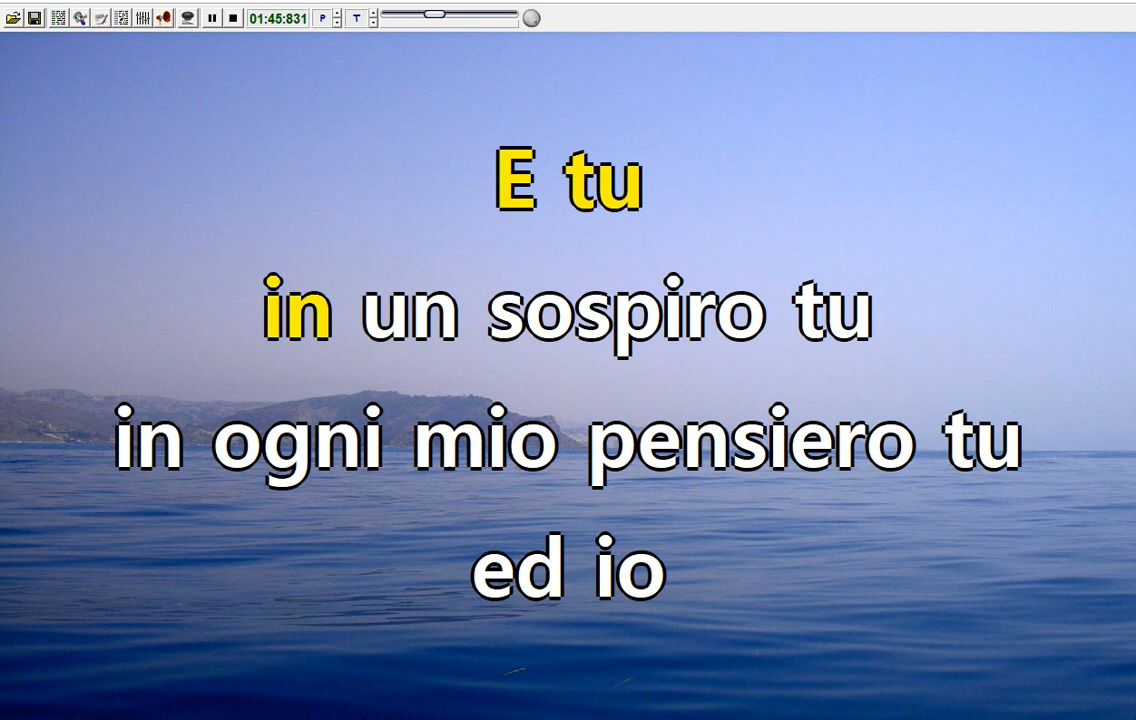 01:45:831 P T
E tu
in un sospiro tu
in ogni mio pensiero tu
ed io